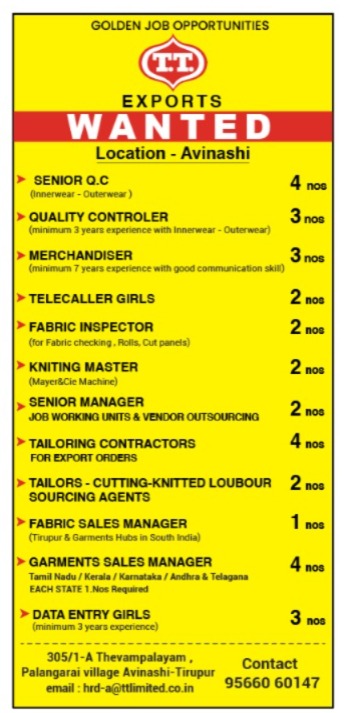 GOLDEN JOB OPPORTUNITIES
T.T.
EXPORTS
WANTED
Location - Avinashi
SENIOR Q.C 4 nos
(Innerwear - Outerwear )
QUALITY CONTROLER 3 nos
(minimum 3 years experience with Innerwear - Outerwear)
MERCHANDISER 3 nos
(minimum 7 years experience with good communication skill)
TELECALLER GIRLS 2 nos
FABRIC INSPECTOR 2 nos
(for Fabric checking , Rolls, Cut panels)
KNITING MASTER 2 nos
(Mayer&Cie Machine)
SENIOR MANAGER 2 nos
JOB WORKING UNITS & VENDOR OUTSOURCING
TAILORING CONTRACTORS 4 nos
FOR EXPORT ORDERS
TAILORS - CUTTING-KNITTED LOUBOUR 2 nos
SOURCING AGENTS
FABRIC SALES MANAGER 1 nos
(Tirupur & Garments Hubs in South India)
GARMENTS SALES MANAGER 4 nos
Tamil Nadu / Kerala / Karnataka / Andhra & Telagana
EACH STATE 1.Nos Required
DATA ENTRY GIRLS 3 nos
(minimum 3 years experience)
305/1-A Thevampalayam ,
Palangarai village Avinashi-Tirupur
email : hrd-a@ttlimited.co.in
Contact
95660 60147